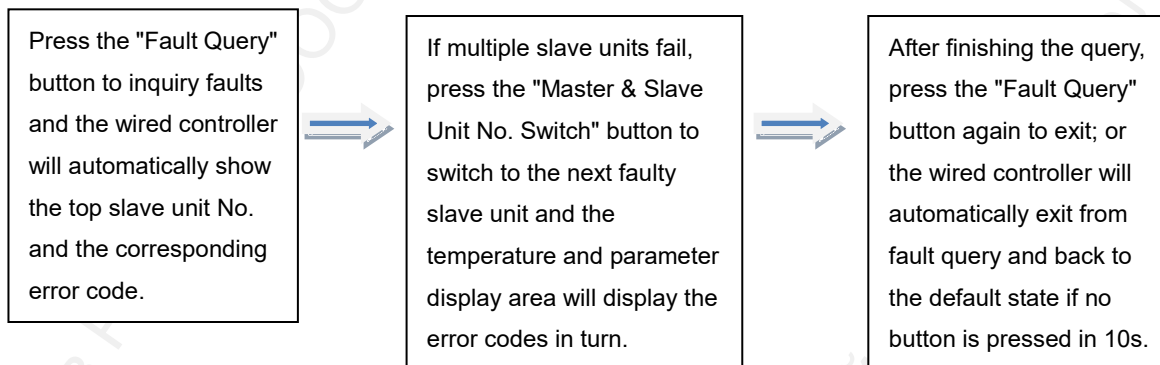 Press the "Fault Query"
button to inquiry faults
and the wired controller
will automatically show
the top slave unit No.
and the corresponding
error code.
If multiple slave units fail,
press the "Master & Slave
Unit No. Switch" button to
switch to the next faulty
slave unit and the
temperature and parameter
display area will display the
error codes in turn.
After finishing the query,
press the "Fault Query"
button again to exit; or
the wired controller will
automatically exit from
fault query and back to
the default state if no
button is pressed in 10s.